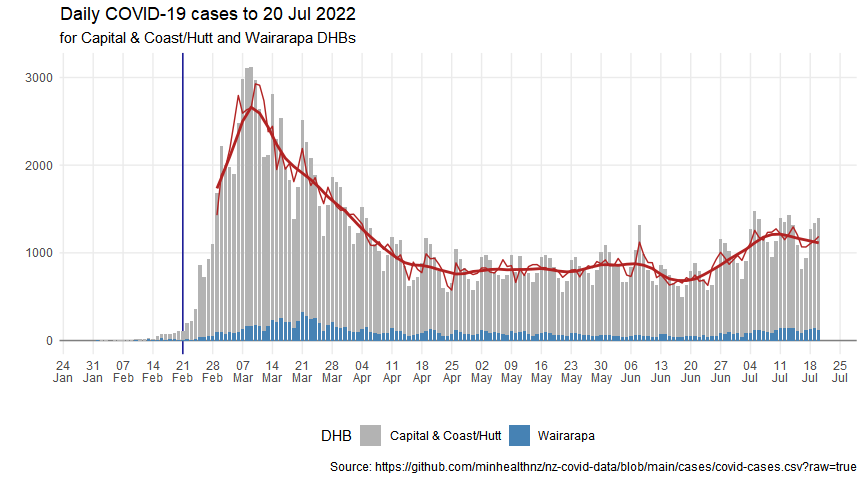 Daily COVID-19 cases to 20 Jul 2022
for Capital & Coast/Hutt and Wairarapa DHBs
3000
2000
1000
0
24 31 07 14 21 28 07 14 21 28 04 11 18 25 02 09 16 23 30 06 13 20 27 04 11 18 25
Jan Jan Feb Feb Feb Feb Mar Mar Mar Mar Apr Apr Apr Apr May May May May May Jun Jun Jun Jun Jul Jul Jul Jul
DHB Capital & Coast/Hutt Wairarapa
Source: https://github.com/minhealthnz/nz-covid-data/blob/main/cases/covid-cases.csv?raw=true